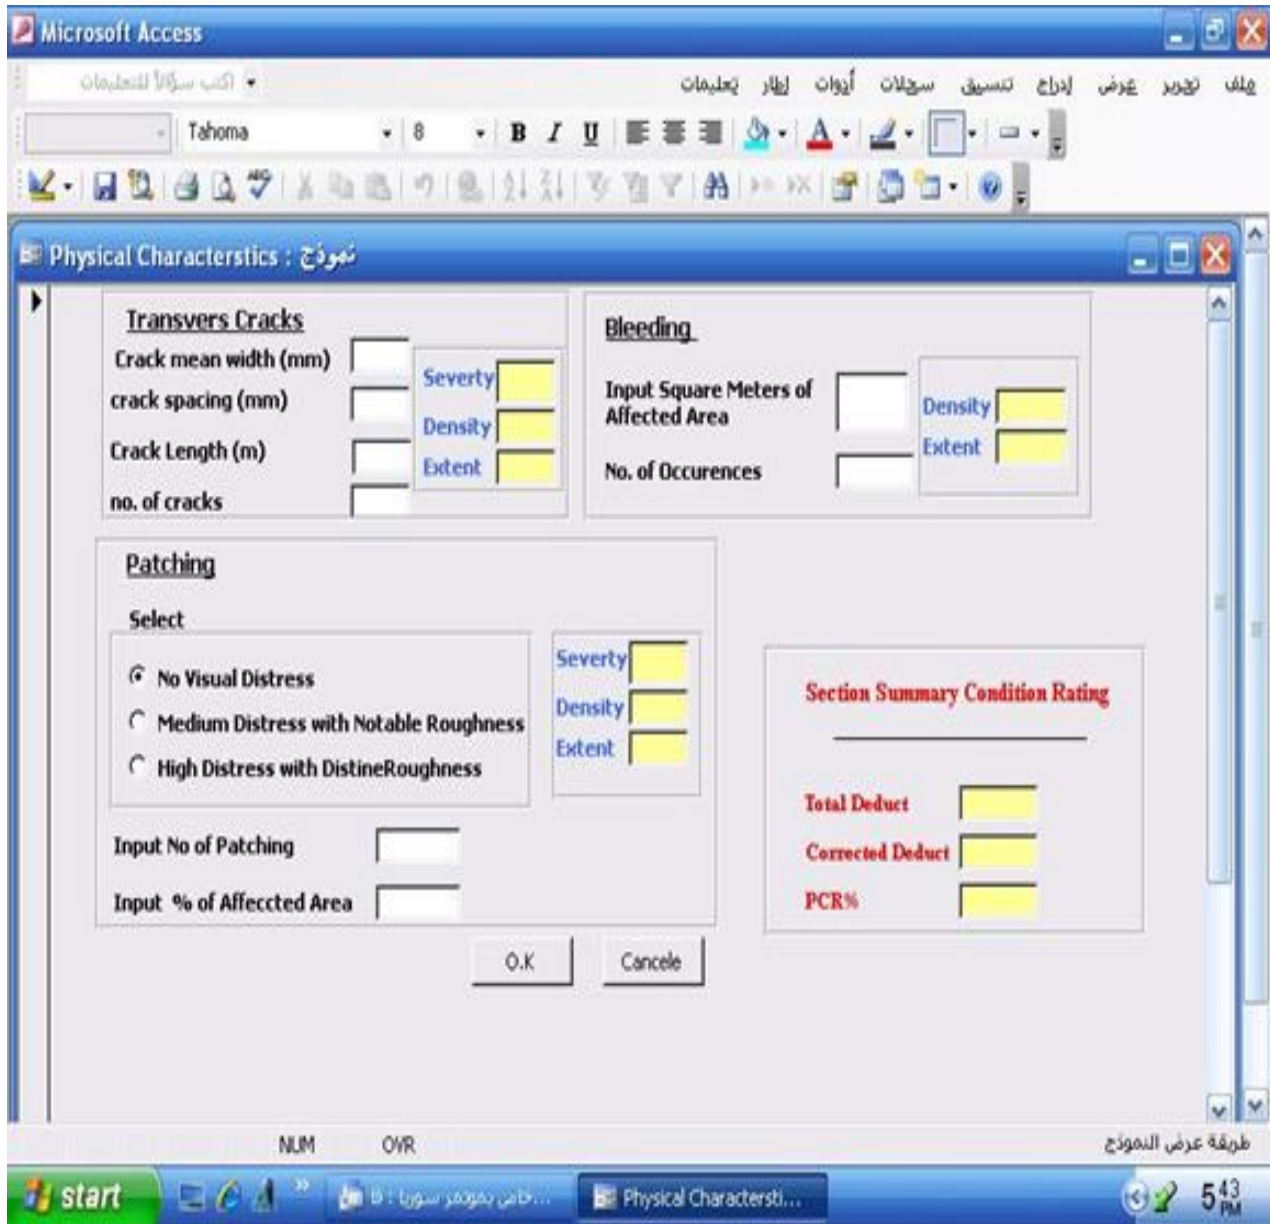 Microsoft Access
ملف تحرير عرض إدراج تنسيق سجلات أدوات إطار تعليمات
اكتب سؤالاً للتعليمات
Tahoma 8 B I U
Physical Characterstics : نموذج
Transvers Cracks
Crack mean width (mm)
crack spacing (mm)
Crack Length (m)
no. of cracks
Severty
Density
Extent
Bleeding
Input Square Meters of
Affected Area
No. of Occurences
Density
Extent
Patching
Select
No Visual Distress
Medium Distress with Notable Roughness
High Distress with DistineRoughness
Severty
Density
Extent
Input No of Patching
Input % of Affeccted Area
Section Summary Condition Rating
Total Deduct
Corrected Deduct
PCR%
O.K
Cancele
NUM OVR
طريقة عرض النموذج
start
خاص بمؤتمر سوريا : قا...
Physical Charactersti...
5 43 PM